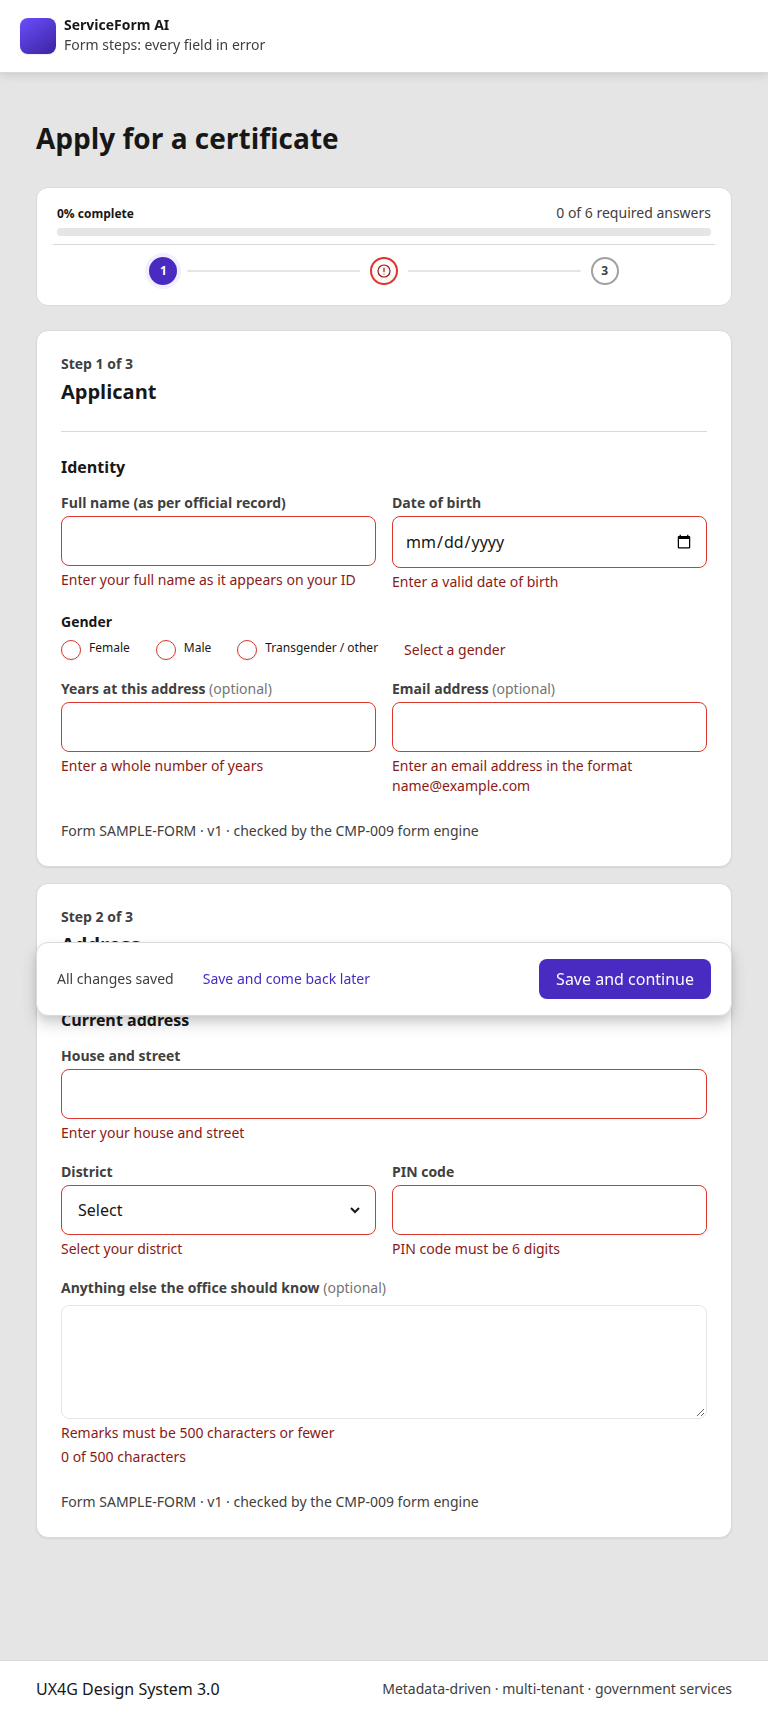 ServiceForm AI
Form steps: every field in error
Apply for a certificate
0% complete
0 of 6 required answers
1
3
Step 1 of 3
Applicant
Identity
Full name (as per official record)
Date of birth
mm/dd/yyyy
Enter your full name as it appears on your ID
Enter a valid date of birth
Gender
Female
Male
Transgender / other
Select a gender
Years at this address (optional)
Email address (optional)
Enter a whole number of years
Enter an email address in the format
name@example.com
Form SAMPLE-FORM · v1 · checked by the CMP-009 form engine
Step 2 of 3
Address
All changes saved
Save and come back later
Save and continue
Current address
House and street
Enter your house and street
District
PIN code
Select
Select your district
PIN code must be 6 digits
Anything else the office should know (optional)
Remarks must be 500 characters or fewer
0 of 500 characters
Form SAMPLE-FORM · v1 · checked by the CMP-009 form engine
UX4G Design System 3.0
Metadata-driven · multi-tenant · government services